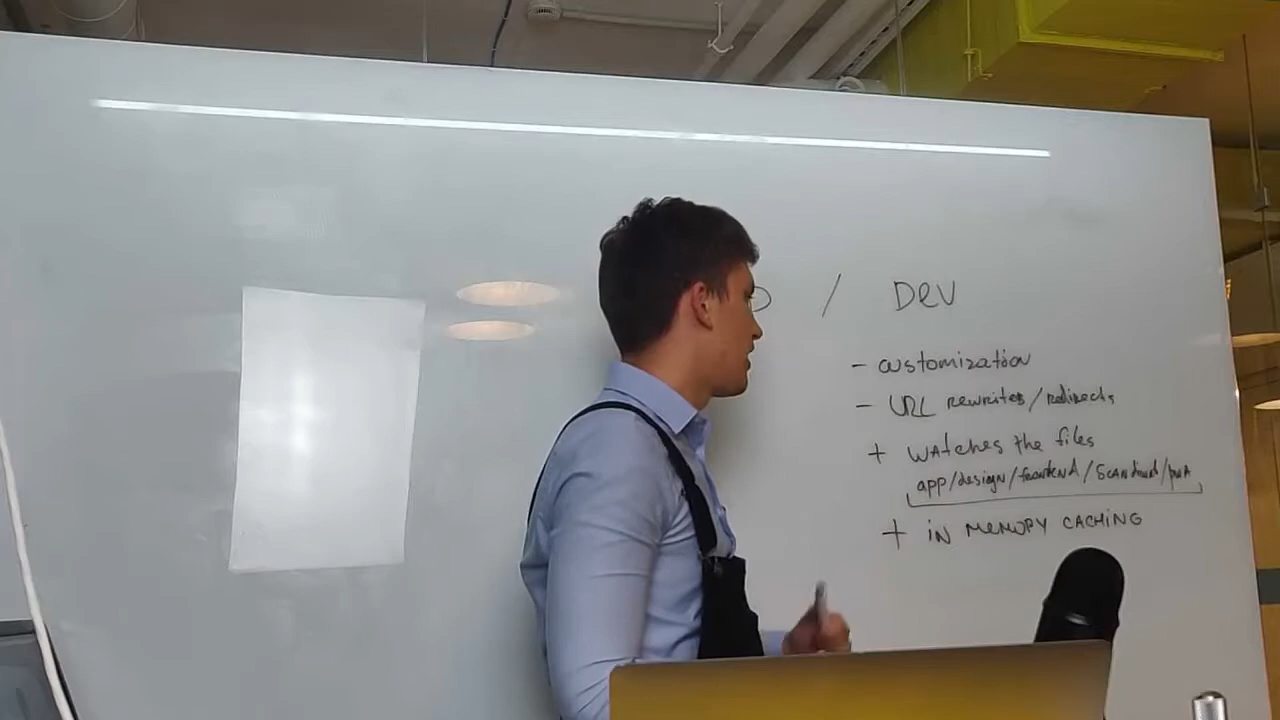 / DEV
- customization
- URL rewrites/redirects
+ watches the files
app/design/frontend/Scandiweb/pwa
+ IN MEMORY CACHING